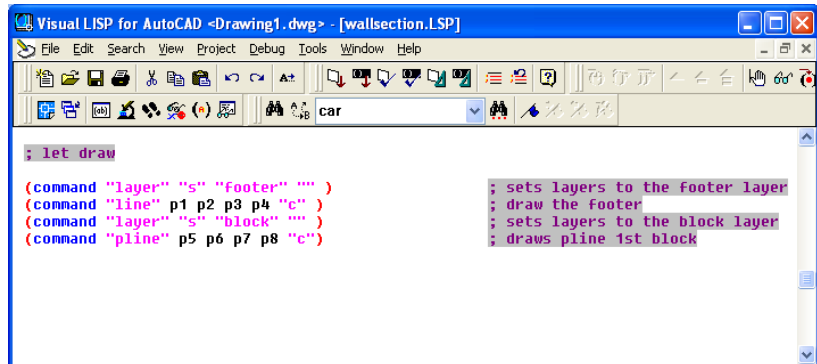 Visual LISP for AutoCAD <Drawing1.dwg> - [wallsection.LSP]
File Edit Search View Project Debug Tools Window Help
car
; let draw
(command "layer" "s" "footer" "" ) ; sets layers to the footer layer
(command "line" p1 p2 p3 p4 "c" ) ; draw the footer
(command "layer" "s" "block" "" ) ; sets layers to the block layer
(command "pline" p5 p6 p7 p8 "c") ; draws pline 1st block